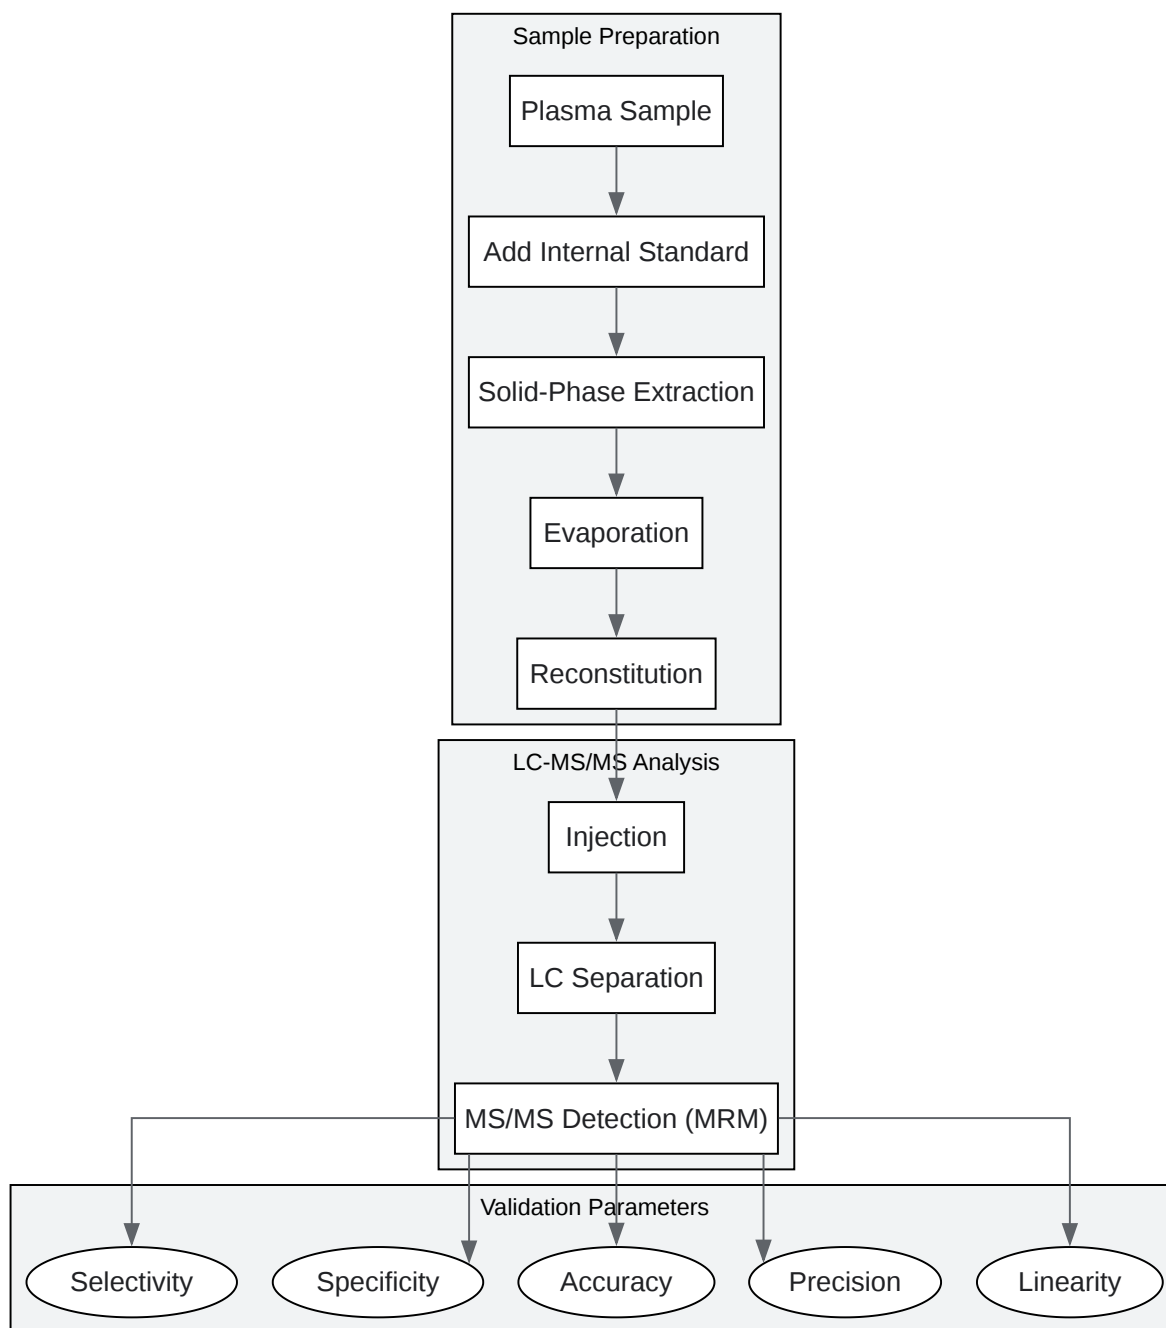 Sample Preparation
Plasma Sample
Add Internal Standard
Solid-Phase Extraction
Evaporation
Reconstitution
LC-MS/MS Analysis
Injection
LC Separation
MS/MS Detection (MRM)
Validation Parameters
Selectivity
Specificity
Accuracy
Precision
Linearity